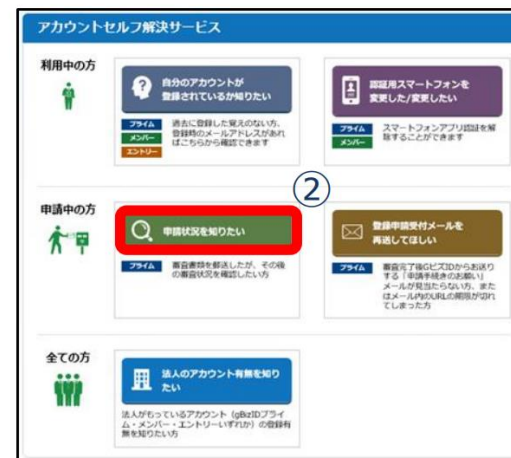 アカウントセルフ解決サービス
利用中の方
自分のアカウントが
登録されているか知りたい
プライム
メンバー
エントリー
過去に登録した覚えのない方、
登録時のメールアドレスがあれ
ばこちらから確認できます
認証用スマートフォンを
変更した/変更したい
プライム
メンバー
スマートフォンアプリ認証を解
除することができます
②
申請中の方
申請状況を知りたい
プライム
審査書類を郵送したが、その後
の審査状況を確認したい方
登録申請受付メールを
再送してほしい
プライム
審査完了後GビズIDからお送り
する「申請手続きのお願い」
メールが見当たらない方、また
はメール内のURLの期限が切れ
てしまった方
全ての方
法人のアカウント有無を知り
たい
法人がもっているアカウント（gBizIDプライ
ム・メンバー・エントリーいずれか）の登録有
無を知りたい方